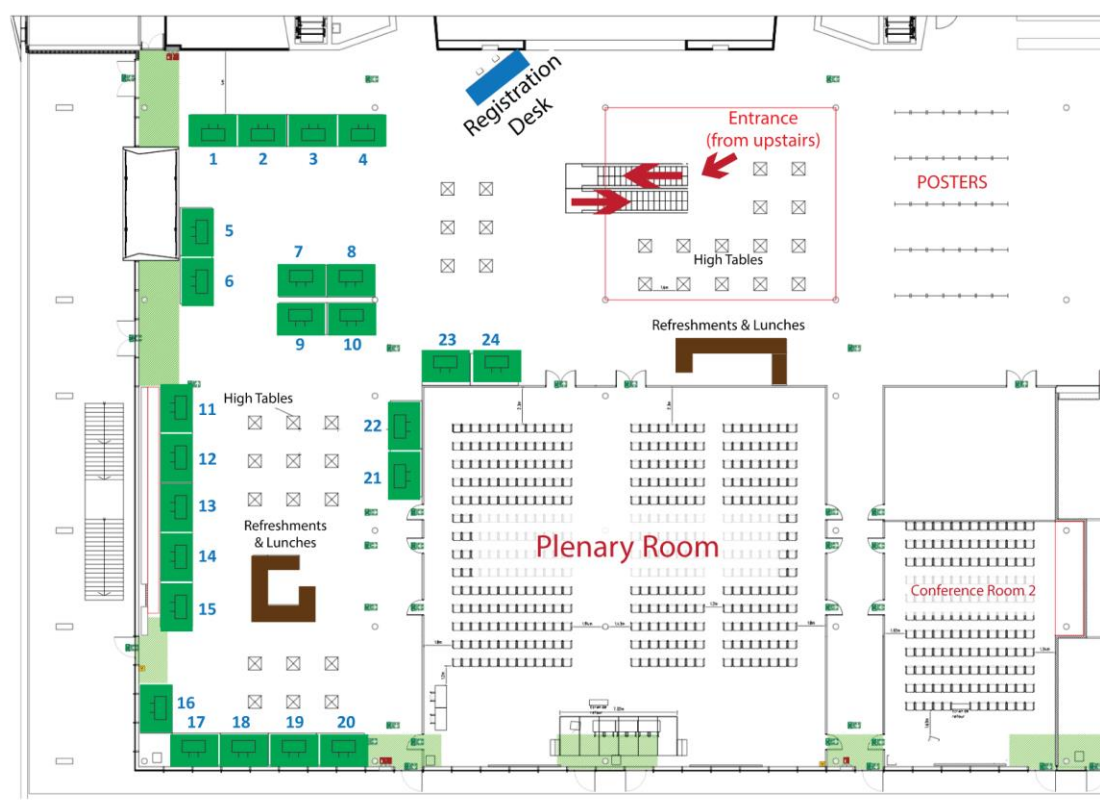 Registration
Desk
Entrance
(from upstairs)
1
2
3
4
POSTERS
5
6
7
8
High Tables
9
10
Refreshments & Lunches
23
24
11
High Tables
22
12
21
13
Refreshments
& Lunches
14
Plenary Room
15
Conference Room 2
16
17
18
19
20